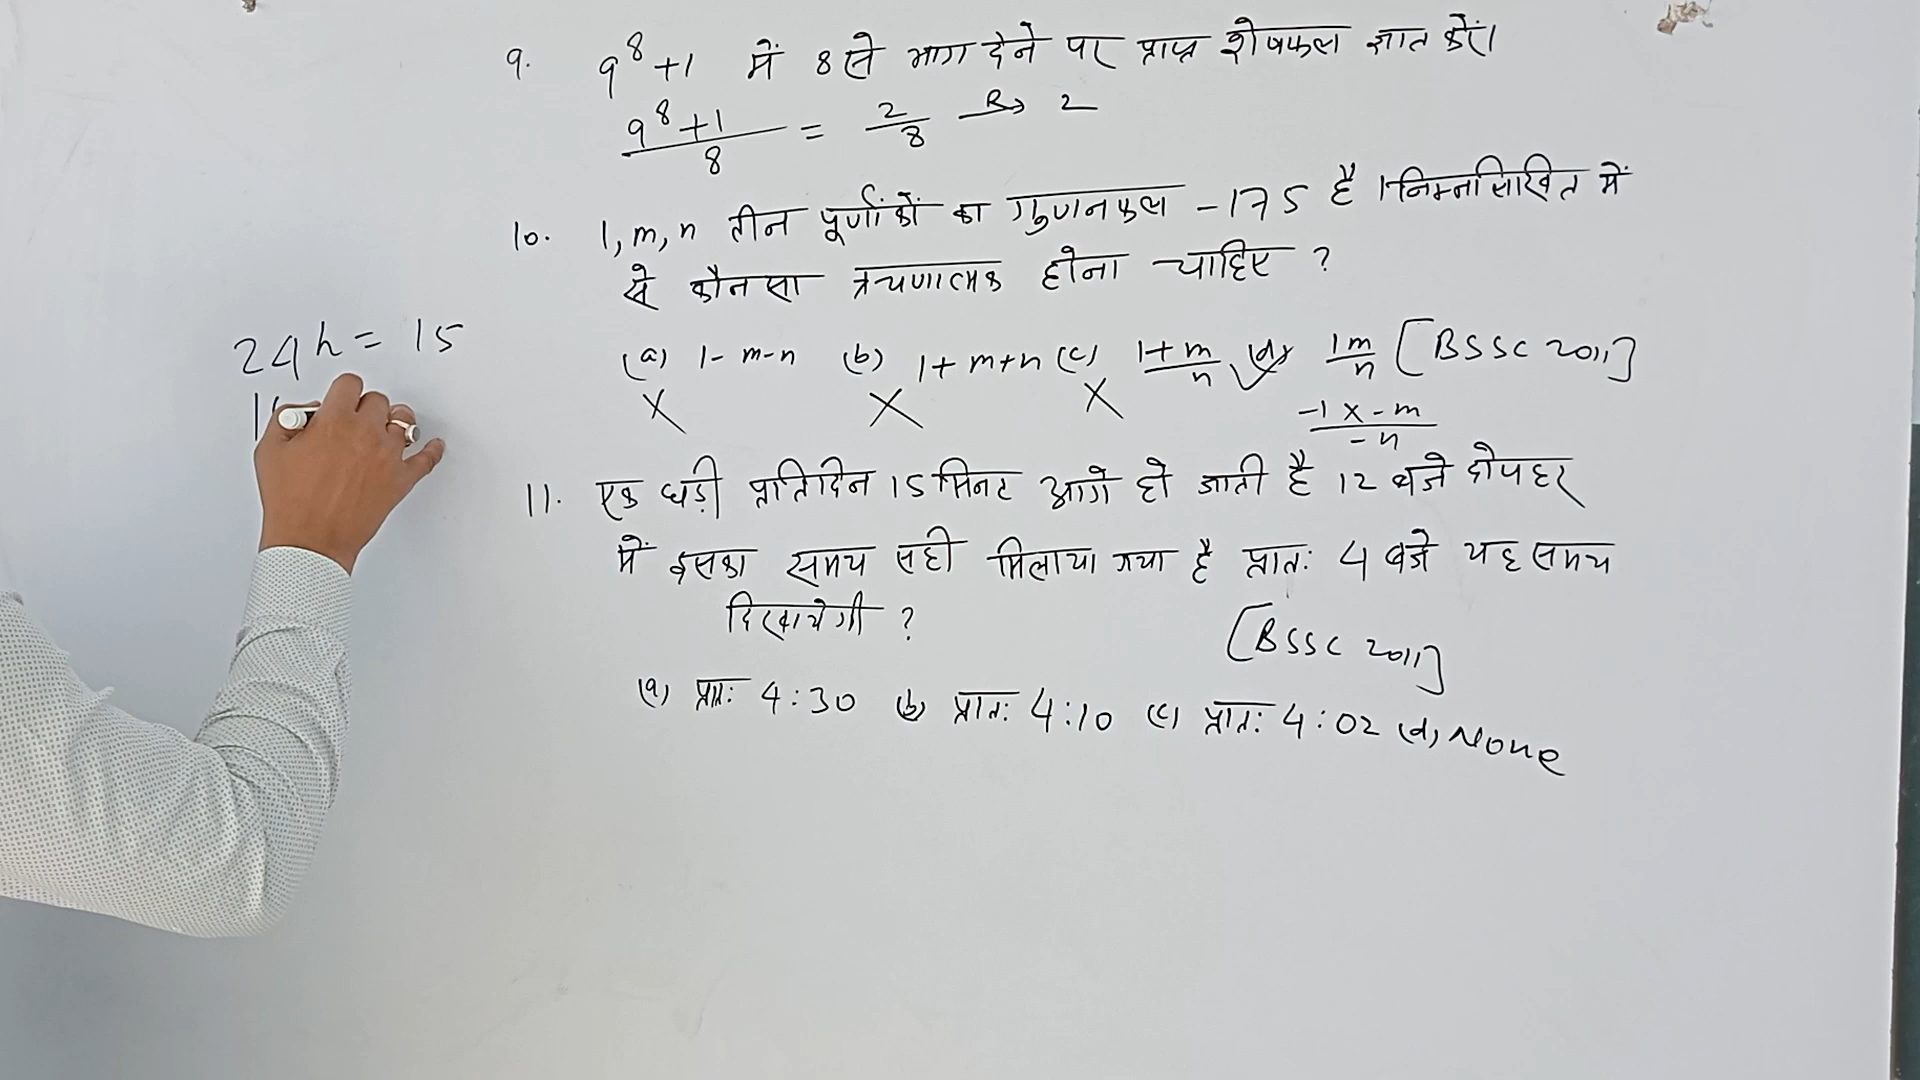 9. 9⁸+1 में 8 से भाग देने पर प्राप्त शेषफल ज्ञात करें।
9⁸+1/8 = 2/8 R→ 2
10. l, m, n तीन पूर्णांकों का गुणनफल -175 है। निम्नलिखित में
से कौनसा ऋणात्मक होना चाहिए ?
(a) l-m-n (b) l+m+n (c) l+m/n (d) lm/n [BSSC 2011]
X X X ✓
-l x -m/-n
24h = 15
11. एक घड़ी प्रतिदिन 15 मिनट आगे हो जाती है 12 बजे दोपहर
में इसका समय सही मिलाया गया है प्रातः 4 बजे यह समय
दिखायेगी ?
[BSSC 2011]
(a) प्रातः 4:30 (b) प्रातः 4:10 (c) प्रातः 4:02 (d) None